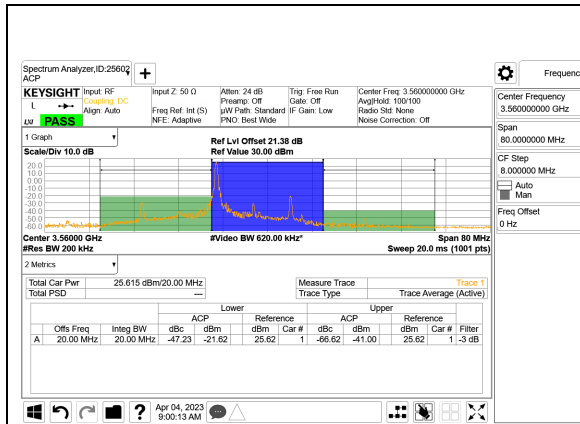 Spectrum Analyzer,ID:25602
ACP
Frequenc
KEYSIGHT Input: RF Input Z: 50 Ω Atten: 24 dB Trig: Free Run Center Freq: 3.560000000 GHz
L Coupling: DC Preamp: Off Gate: Off Avg|Hold: 100/100
Align: Auto Freq Ref: Int (S) µW Path: Standard IF Gain: Low Radio Std: None
LXI PASS NFE: Adaptive PNO: Best Wide Noise Correction: Off
Center Frequency
3.560000000 GHz
Span
80.0000000 MHz
CF Step
8.000000 MHz
Auto
Man
Freq Offset
0 Hz
1 Graph
Ref Lvl Offset 21.38 dB
Scale/Div 10.0 dB Ref Value 30.00 dBm
20.0
10.0
0.00
-10.0
-20.0
-30.0
-40.0
-50.0
-60.0
Center 3.56000 GHz #Video BW 620.00 kHz* Span 80 MHz
#Res BW 200 kHz Sweep 20.0 ms (1001 pts)
2 Metrics
Total Car Pwr 25.615 dBm/20.00 MHz Measure Trace Trace 1
Total PSD --- Trace Type Trace Average (Active)
Lower Upper
ACP Reference ACP Reference
Offs Freq Integ BW dBc dBm dBm Car # dBc dBm dBm Car # Filter
A 20.00 MHz 20.00 MHz -47.23 -21.62 25.62 1 -66.62 -41.00 25.62 1 -3 dB
Apr 04, 2023
9:00:13 AM